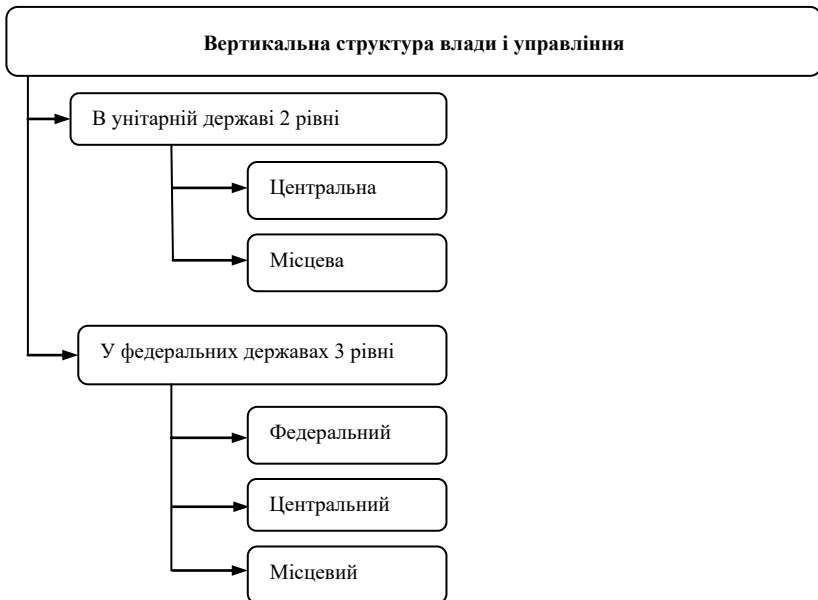 Вертикальна структура влади і управління
В унітарній державі 2 рівні
Центральна
Місцева
У федеральних державах 3 рівні
Федеральний
Центральний
Місцевий